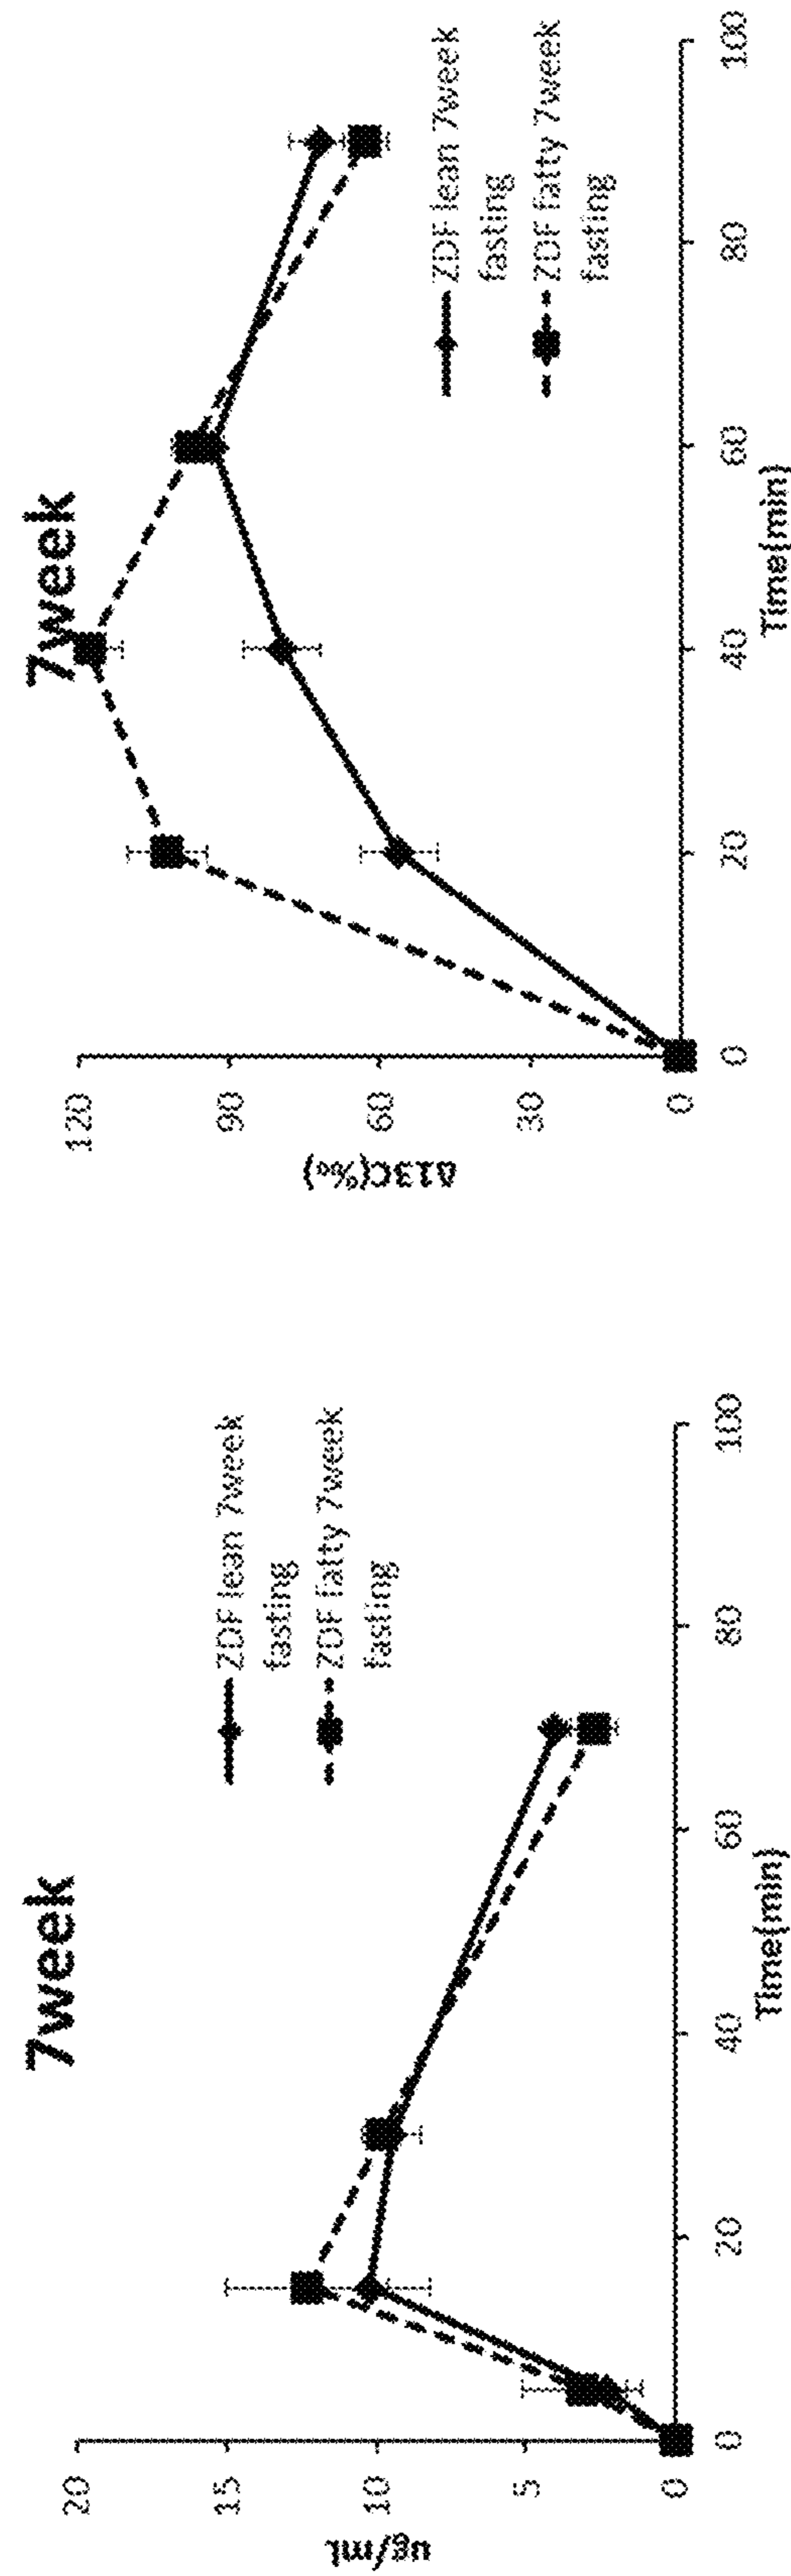 7week
ug/mL
20
15
10
5
0
0
20
40
60
80
100
Time(min)
ZDF lean 7week
fasting
ZDF fatty 7week
fasting
7week
Δ13C(‰)
120
90
60
30
0
0
20
40
60
80
100
Time(min)
ZDF lean 7week
fasting
ZDF fatty 7week
fasting